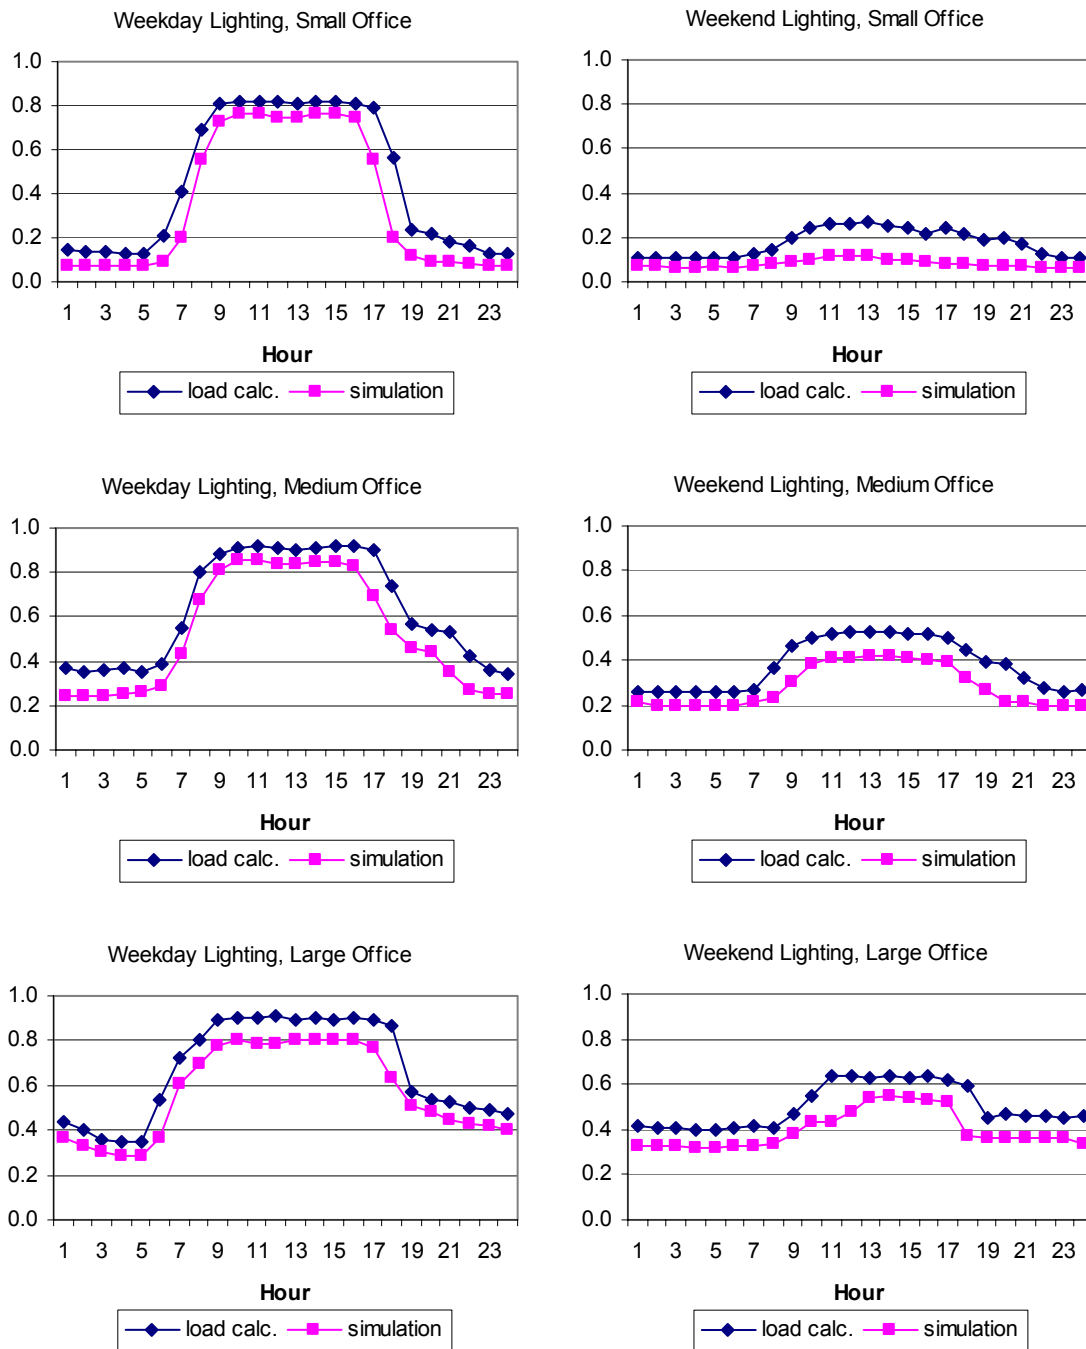 Weekday Lighting, Small Office
1.0
0.8
0.6
0.4
0.2
0.0
1 3 5 7 9 11 13 15 17 19 21 23
Hour
load calc. simulation
Weekend Lighting, Small Office
1.0
0.8
0.6
0.4
0.2
0.0
1 3 5 7 9 11 13 15 17 19 21 23
Hour
load calc. simulation
Weekday Lighting, Medium Office
1.0
0.8
0.6
0.4
0.2
0.0
1 3 5 7 9 11 13 15 17 19 21 23
Hour
load calc. simulation
Weekend Lighting, Medium Office
1.0
0.8
0.6
0.4
0.2
0.0
1 3 5 7 9 11 13 15 17 19 21 23
Hour
load calc. simulation
Weekday Lighting, Large Office
1.0
0.8
0.6
0.4
0.2
0.0
1 3 5 7 9 11 13 15 17 19 21 23
Hour
load calc. simulation
Weekend Lighting, Large Office
1.0
0.8
0.6
0.4
0.2
0.0
1 3 5 7 9 11 13 15 17 19 21 23
Hour
load calc. simulation